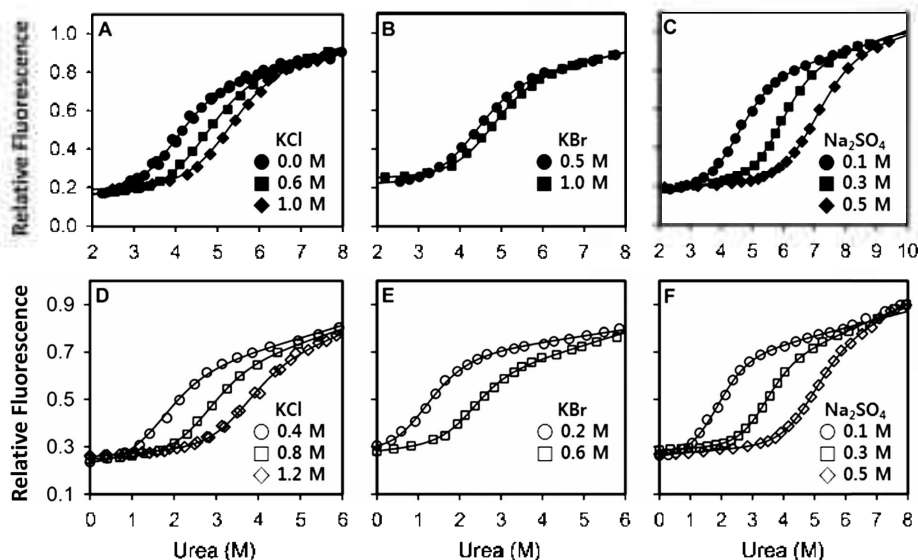 A
B
C
Relative Fluorescence
1.0
0.8
0.6
0.4
0.2
0.0
KCl
0.0 M
0.6 M
1.0 M
KBr
0.5 M
1.0 M
Na₂SO₄
0.1 M
0.3 M
0.5 M
2 3 4 5 6 7 8
2 3 4 5 6 7 8
2 3 4 5 6 7 8 9 10
D
E
F
Relative Fluorescence
0.9
0.7
0.5
0.3
0.1
KCl
0.4 M
0.8 M
1.2 M
KBr
0.2 M
0.6 M
Na₂SO₄
0.1 M
0.3 M
0.5 M
0 1 2 3 4 5 6
0 1 2 3 4 5 6
0 1 2 3 4 5 6 7 8
Urea (M)
Urea (M)
Urea (M)